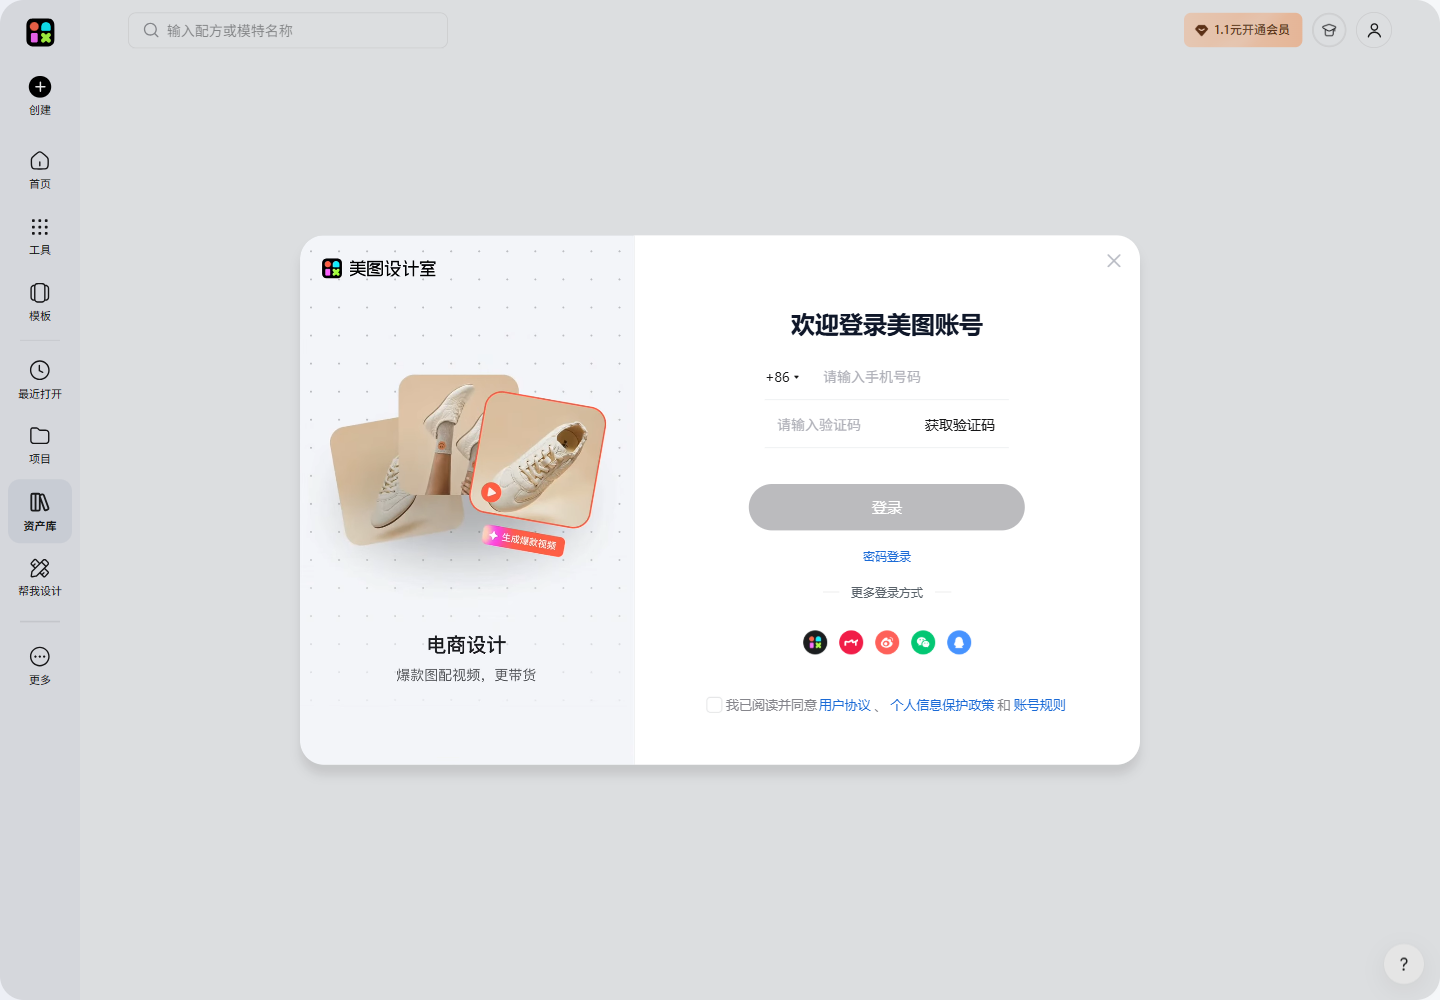 输入配方或模特名称
1.1元开通会员
创建
首页
工具
模板
最近打开
项目
资产库
帮我设计
更多
美图设计室
生成爆款视频
电商设计
爆款图配视频，更带货
欢迎登录美图账号
+86 请输入手机号码
请输入验证码 获取验证码
登录
密码登录
更多登录方式
我已阅读并同意用户协议、个人信息保护政策和账号规则
?